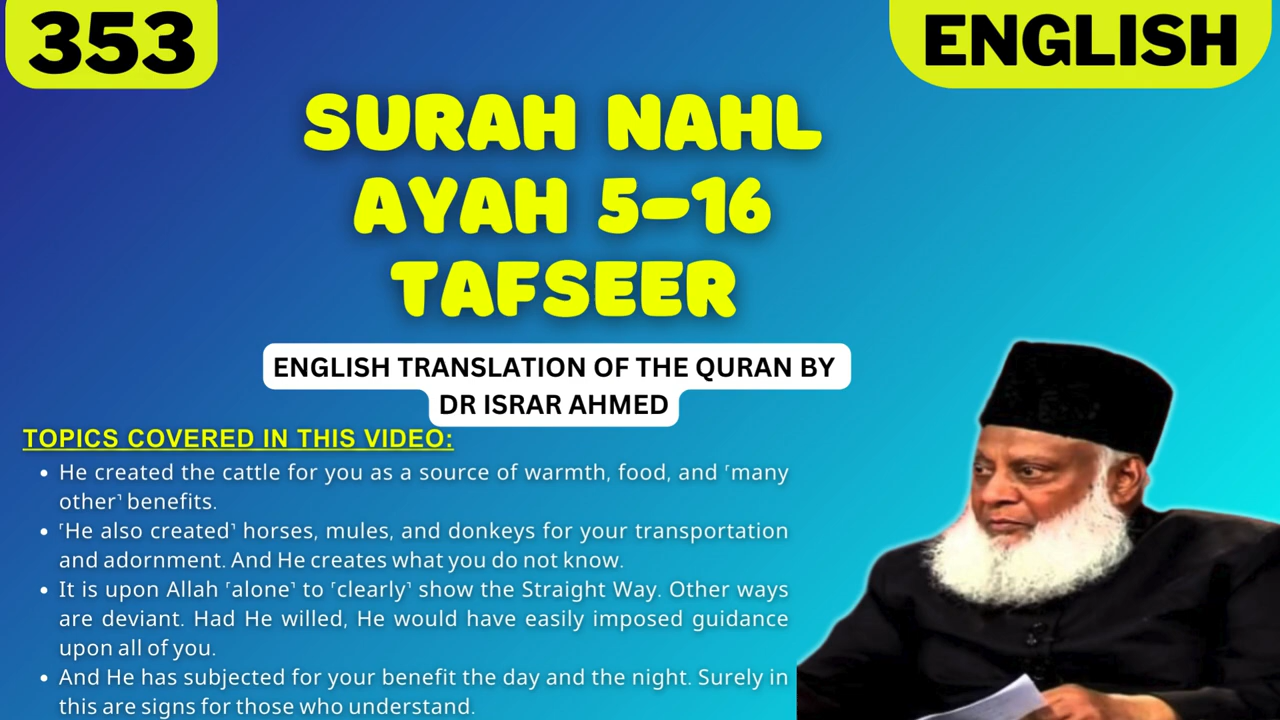 353
ENGLISH
SURAH NAHL
AYAH 5-16
TAFSEER
ENGLISH TRANSLATION OF THE QURAN BY
DR ISRAR AHMED
TOPICS COVERED IN THIS VIDEO:
• He created the cattle for you as a source of warmth, food, and ˹many
other˺ benefits.
• ˹He also created˺ horses, mules, and donkeys for your transportation
and adornment. And He creates what you do not know.
• It is upon Allah ˹alone˺ to ˹clearly˺ show the Straight Way. Other ways
are deviant. Had He willed, He would have easily imposed guidance
upon all of you.
• And He has subjected for your benefit the day and the night. Surely in
this are signs for those who understand.